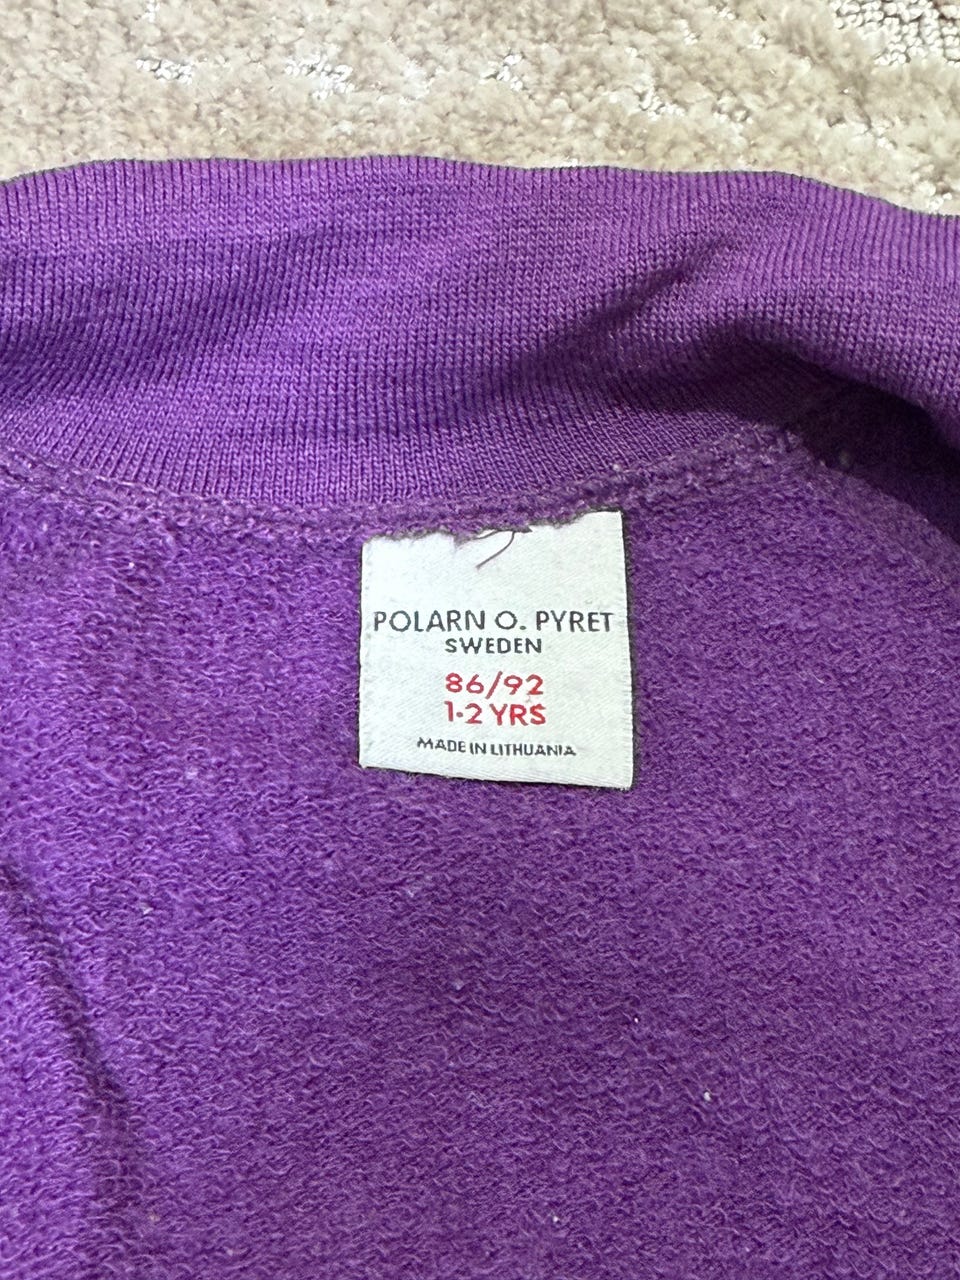 POLARN O. PYRET
SWEDEN
86/92
1-2 YRS
MADE IN LITHUANIA